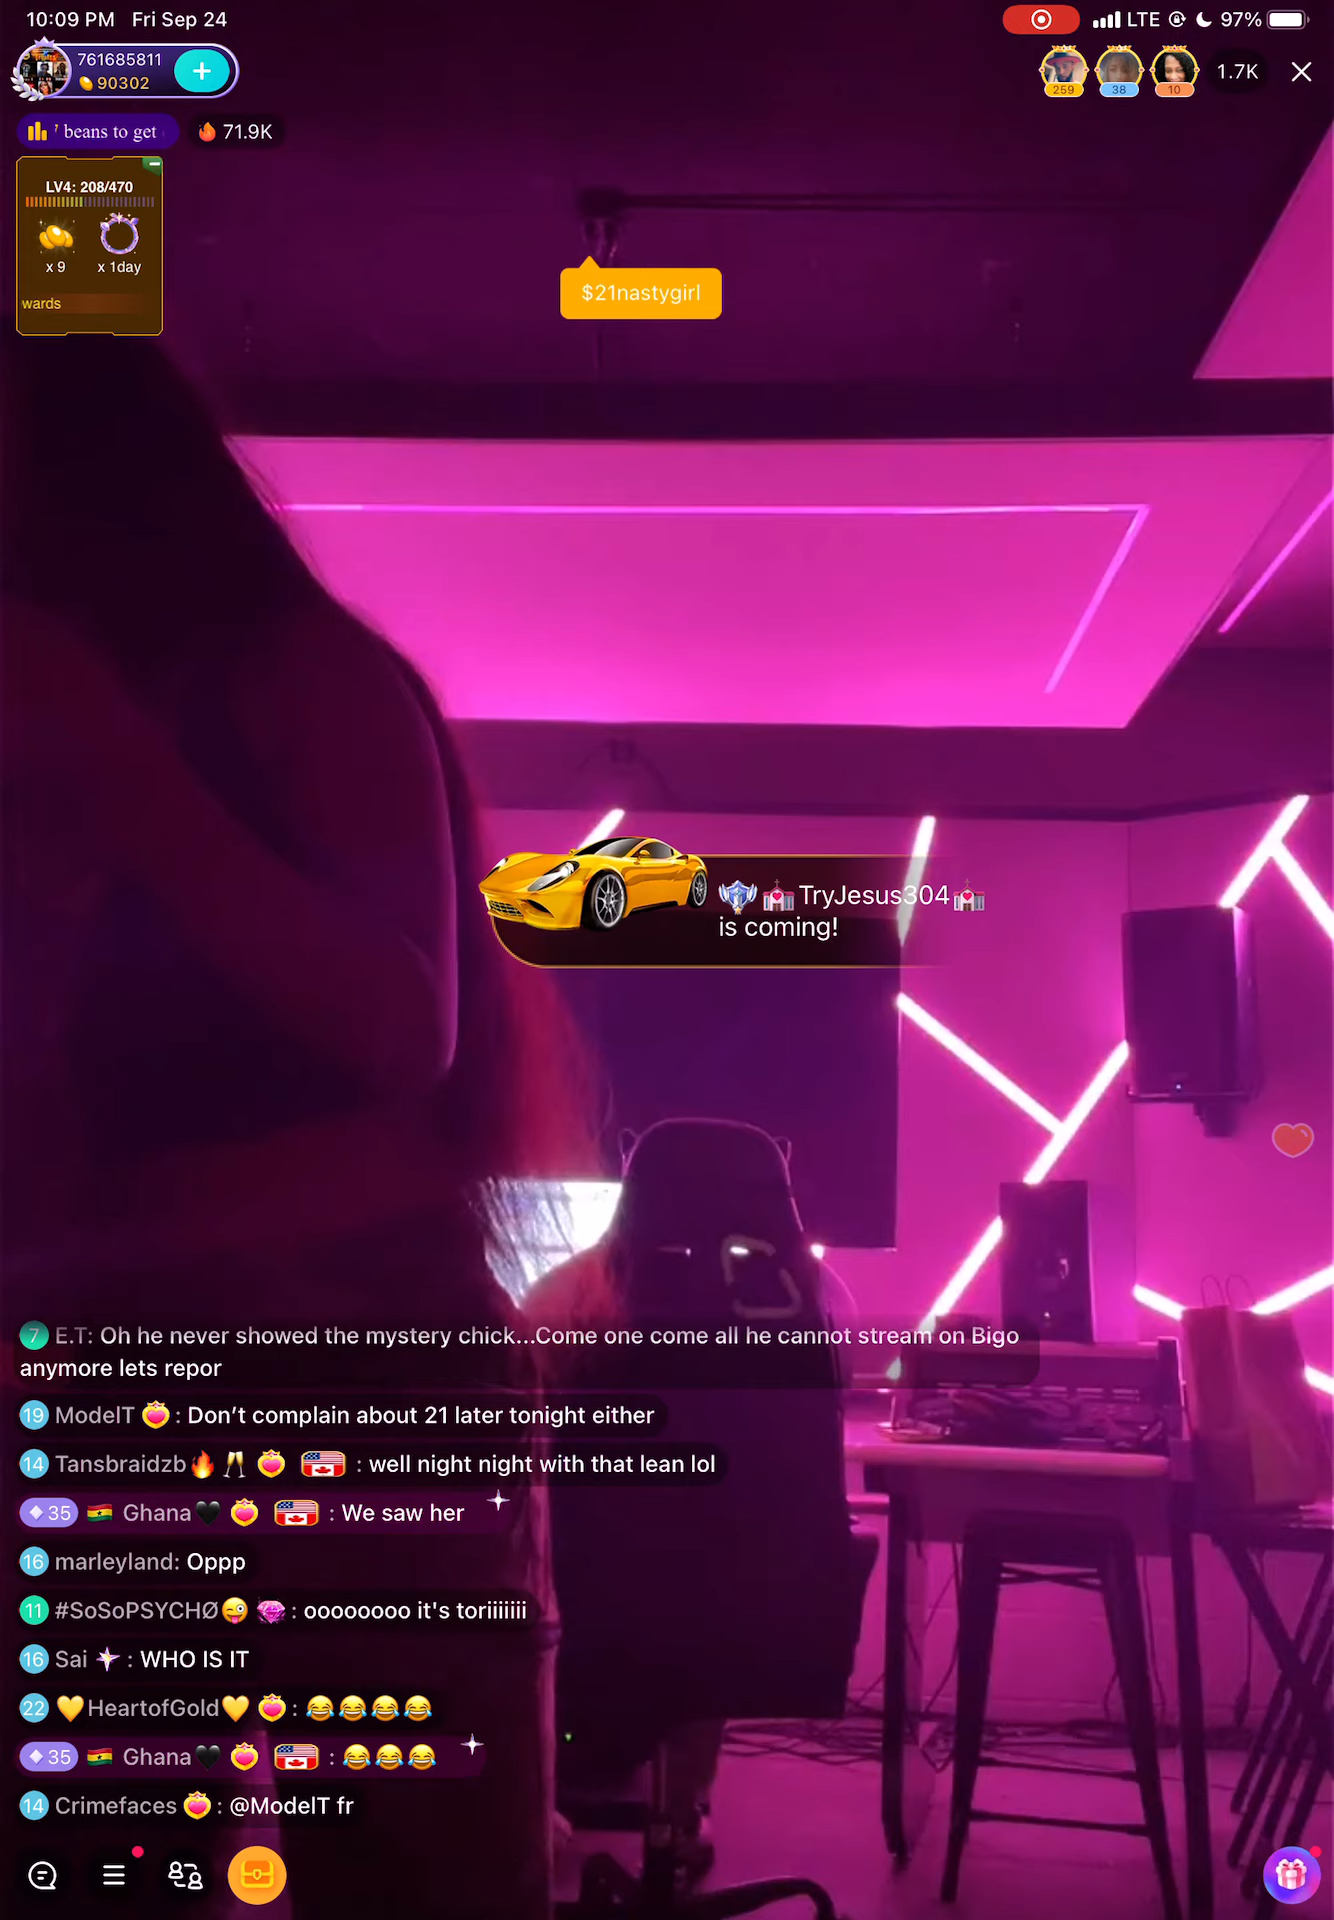 10:09 PM Fri Sep 24
LTE 97%
761685811
90302
259
38
10
1.7K
beans to get
71.9K
LV4: 208/470
x 9
x 1day
wards
$21nastygirl
TryJesus304
is coming!
7 E.T: Oh he never showed the mystery chick...Come one come all he cannot stream on Bigo
anymore lets repor
19 ModelT : Don't complain about 21 later tonight either
14 Tansbraidzb🔥🥂 : well night night with that lean lol
35 🇬🇭 Ghana🖤 : We saw her
16 marleyland: Oppp
11 #SoSoPSYCHØ😜 : oooooooo it's toriiiiiii
16 Sai : WHO IS IT
22 💛HeartofGold💛 : 😂😂😂😂
35 🇬🇭 Ghana🖤 : 😂😂😂
14 Crimefaces : @ModelT fr